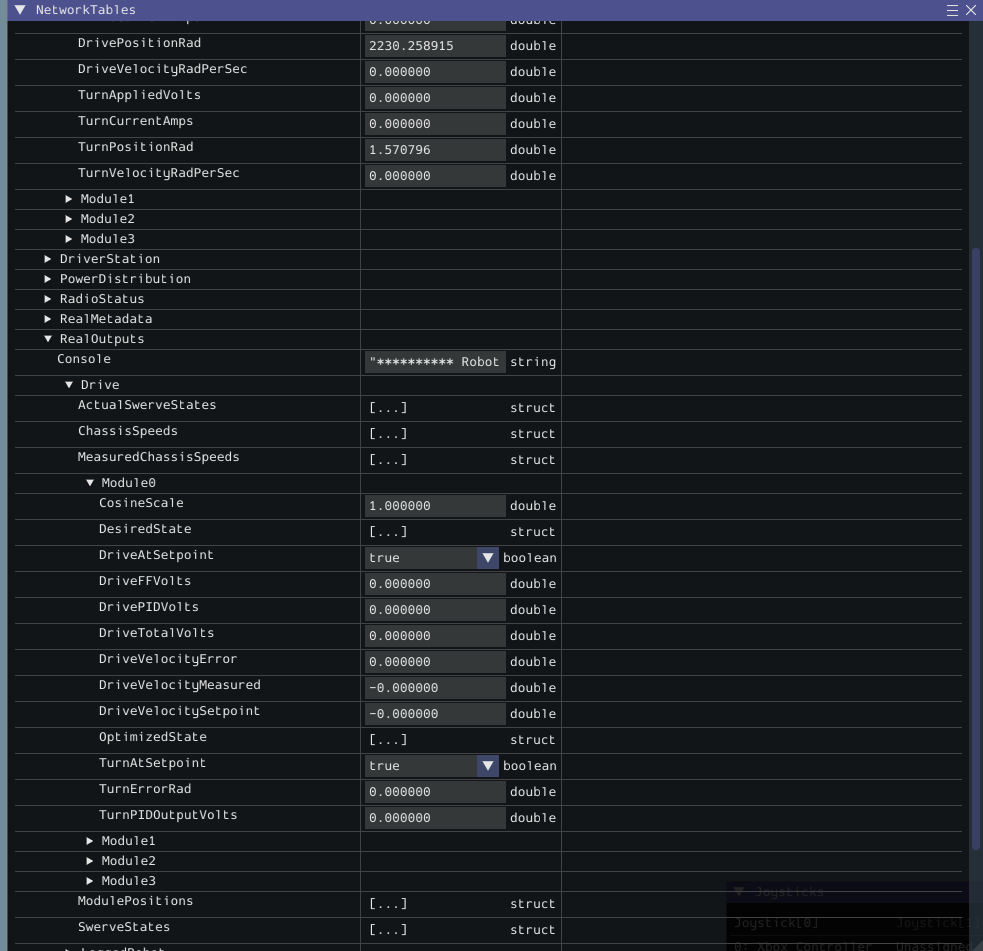 NetworkTables
0.000000 double
DrivePositionRad 2230.258915 double
DriveVelocityRadPerSec 0.000000 double
TurnAppliedVolts 0.000000 double
TurnCurrentAmps 0.000000 double
TurnPositionRad 1.570796 double
TurnVelocityRadPerSec 0.000000 double
Module1
Module2
Module3
DriverStation
PowerDistribution
RadioStatus
RealMetadata
RealOutputs
Console "********** Robot string
Drive
ActualSwerveStates [...] struct
ChassisSpeeds [...] struct
MeasuredChassisSpeeds [...] struct
Module0
CosineScale 1.000000 double
DesiredState [...] struct
DriveAtSetpoint true boolean
DriveFFVolts 0.000000 double
DrivePIDVolts 0.000000 double
DriveTotalVolts 0.000000 double
DriveVelocityError 0.000000 double
DriveVelocityMeasured -0.000000 double
DriveVelocitySetpoint -0.000000 double
OptimizedState [...] struct
TurnAtSetpoint true boolean
TurnErrorRad 0.000000 double
TurnPIDOutputVolts 0.000000 double
Module1
Module2
Module3
Joysticks
ModulePositions [...] struct
Joystick[0] Joystick[1]
SwerveStates [...] struct
0: Xbox Controller Unassigned
LoggedRobot